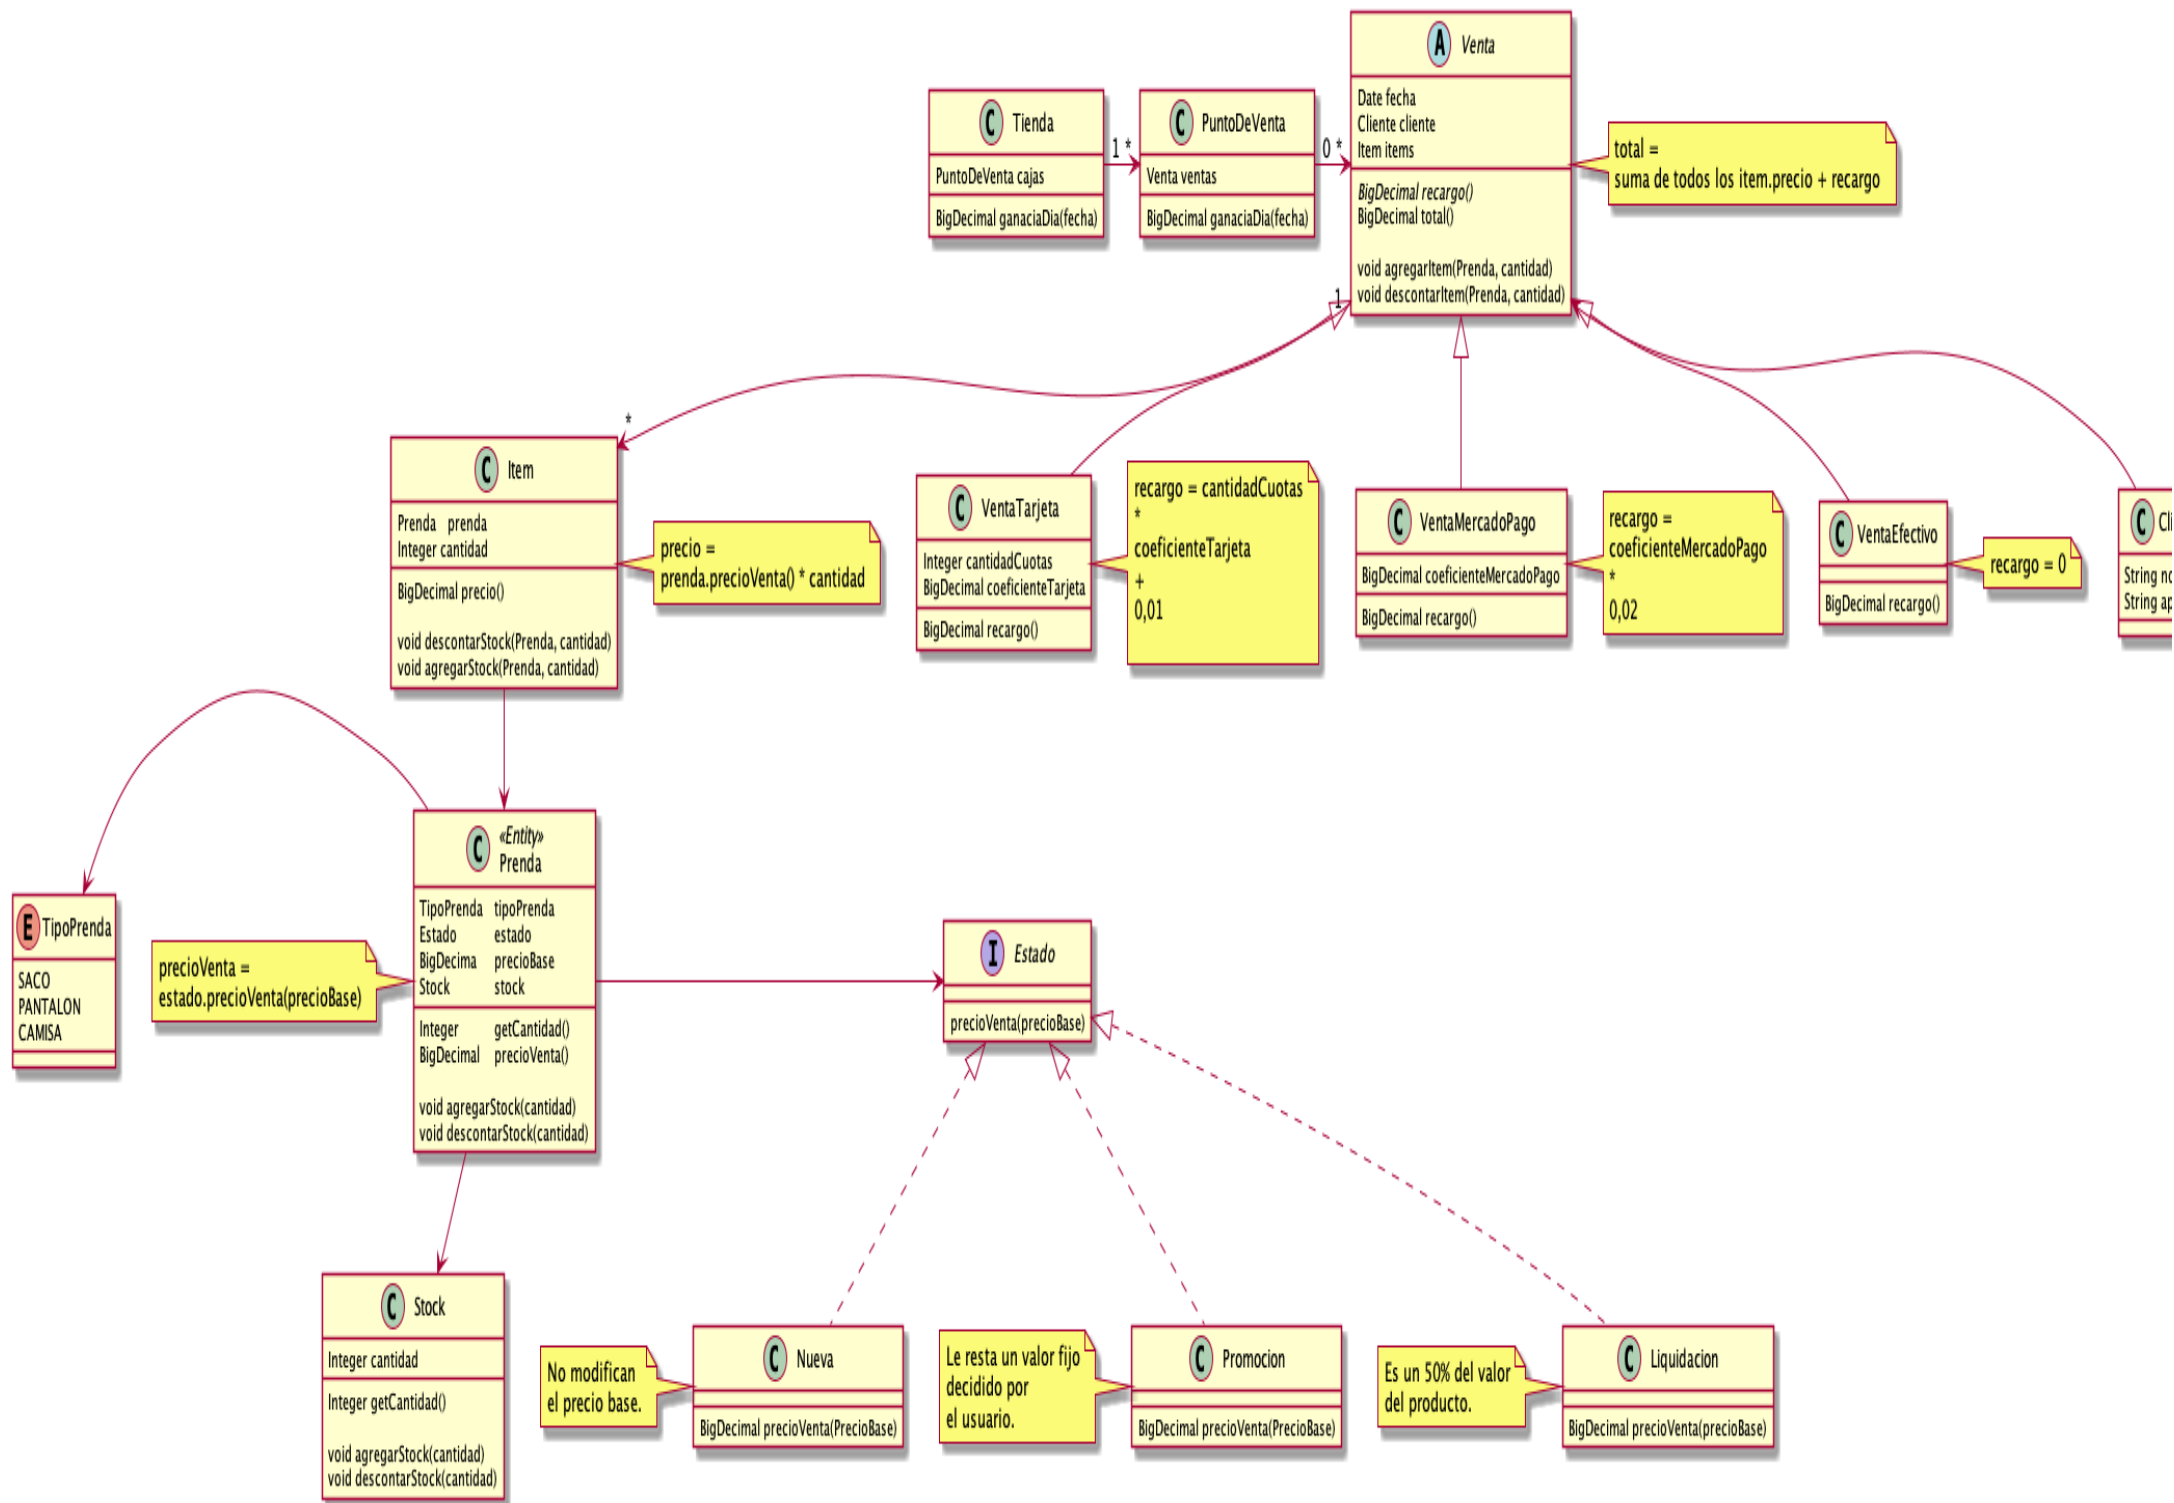 A Venta
Date fecha
Cliente cliente
Item items
BigDecimal recargo()
BigDecimal total()
void agregarItem(Prenda, cantidad)
void descontarItem(Prenda, cantidad)
C Tienda
PuntoDeVenta cajas
BigDecimal ganaciaDia(fecha)
1 *
C PuntoDeVenta
Venta ventas
BigDecimal ganaciaDia(fecha)
0 *
total =
suma de todos los item.precio + recargo
1
*
C Item
Prenda prenda
Integer cantidad
BigDecimal precio()
void descontarStock(Prenda, cantidad)
void agregarStock(Prenda, cantidad)
precio =
prenda.precioVenta() * cantidad
C VentaTarjeta
Integer cantidadCuotas
BigDecimal coeficienteTarjeta
BigDecimal recargo()
recargo = cantidadCuotas
*
coeficienteTarjeta
+
0,01
C VentaMercadoPago
BigDecimal coeficienteMercadoPago
BigDecimal recargo()
recargo =
coeficienteMercadoPago
*
0,02
C VentaEfectivo
BigDecimal recargo()
recargo = 0
C Cli
String no
String ap
E TipoPrenda
SACO
PANTALON
CAMISA
precioVenta =
estado.precioVenta(precioBase)
C «Entity»
Prenda
TipoPrenda tipoPrenda
Estado estado
BigDecima precioBase
Stock stock
Integer getCantidad()
BigDecimal precioVenta()
void agregarStock(cantidad)
void descontarStock(cantidad)
I Estado
precioVenta(precioBase)
C Stock
Integer cantidad
Integer getCantidad()
void agregarStock(cantidad)
void descontarStock(cantidad)
No modifican
el precio base.
C Nueva
BigDecimal precioVenta(PrecioBase)
Le resta un valor fijo
decidido por
el usuario.
C Promocion
BigDecimal precioVenta(PrecioBase)
Es un 50% del valor
del producto.
C Liquidacion
BigDecimal precioVenta(precioBase)